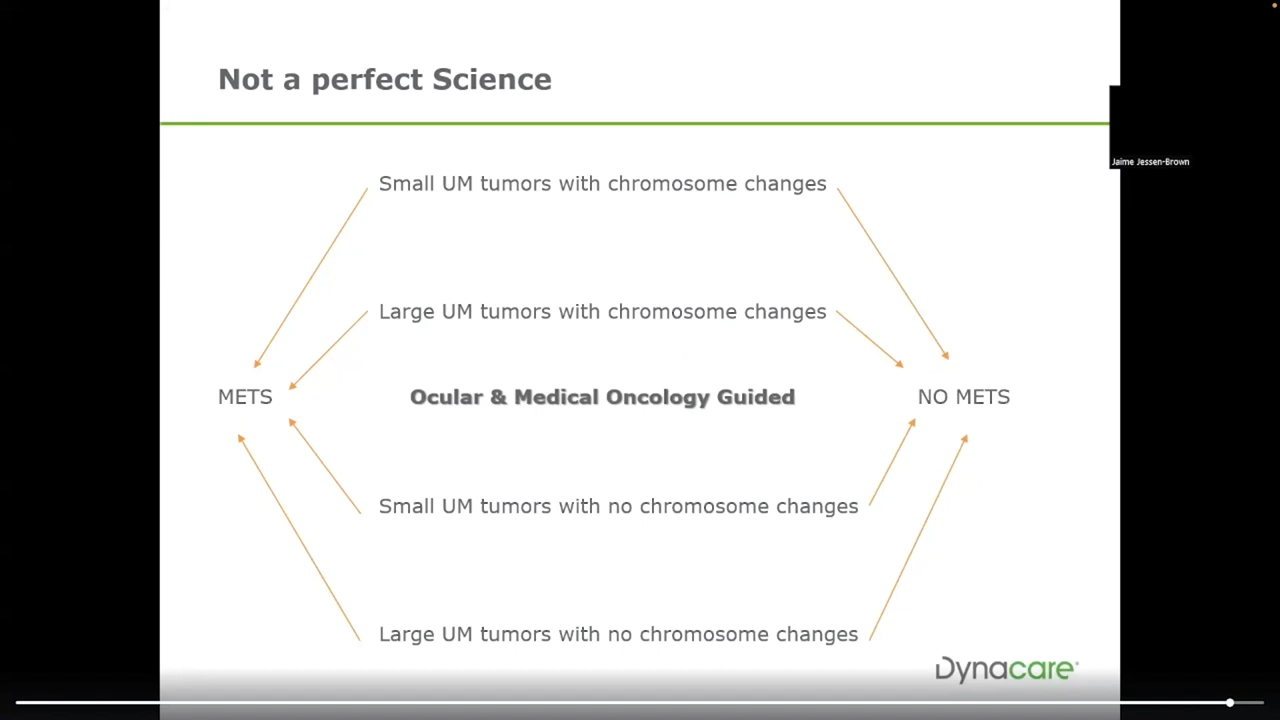 Not a perfect Science
Jaime Jessen-Brown
Small UM tumors with chromosome changes
Large UM tumors with chromosome changes
METS
Ocular & Medical Oncology Guided
NO METS
Small UM tumors with no chromosome changes
Large UM tumors with no chromosome changes
Dynacare